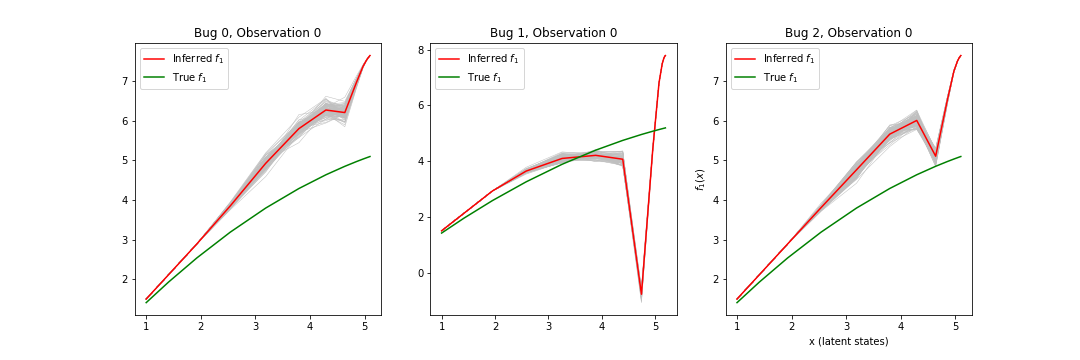 Bug 0, Observation 0
Inferred f₁
True f₁
7
6
5
4
3
2
1 2 3 4 5
Bug 1, Observation 0
Inferred f₁
True f₁
8
6
4
2
0
1 2 3 4 5
Bug 2, Observation 0
Inferred f₁
True f₁
f₁(x)
7
6
5
4
3
2
1 2 3 4 5
x (latent states)